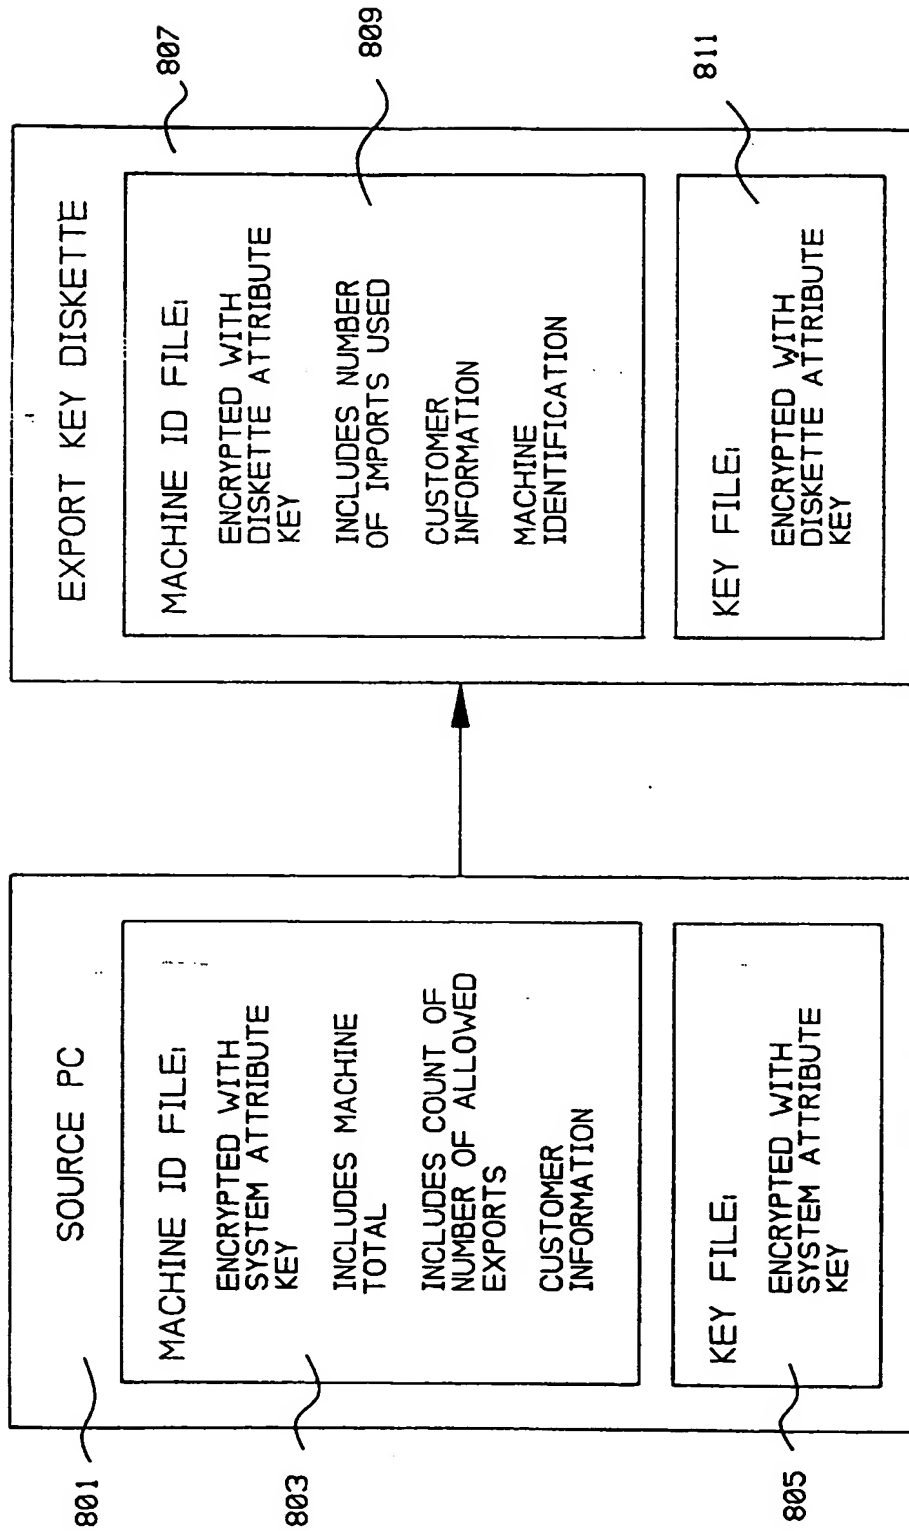 SOURCE PC
801
MACHINE ID FILE:
ENCRYPTED WITH
SYSTEM ATTRIBUTE
KEY
INCLUDES MACHINE
TOTAL
INCLUDES COUNT OF
NUMBER OF ALLOWED
EXPORTS
CUSTOMER
INFORMATION
803
KEY FILE:
ENCRYPTED WITH
SYSTEM ATTRIBUTE
KEY
805
EXPORT KEY DISKETTE
807
MACHINE ID FILE:
ENCRYPTED WITH
DISKETTE ATTRIBUTE
KEY
INCLUDES NUMBER
OF IMPORTS USED
CUSTOMER
INFORMATION
MACHINE
IDENTIFICATION
809
KEY FILE:
ENCRYPTED WITH
DISKETTE ATTRIBUTE
KEY
811